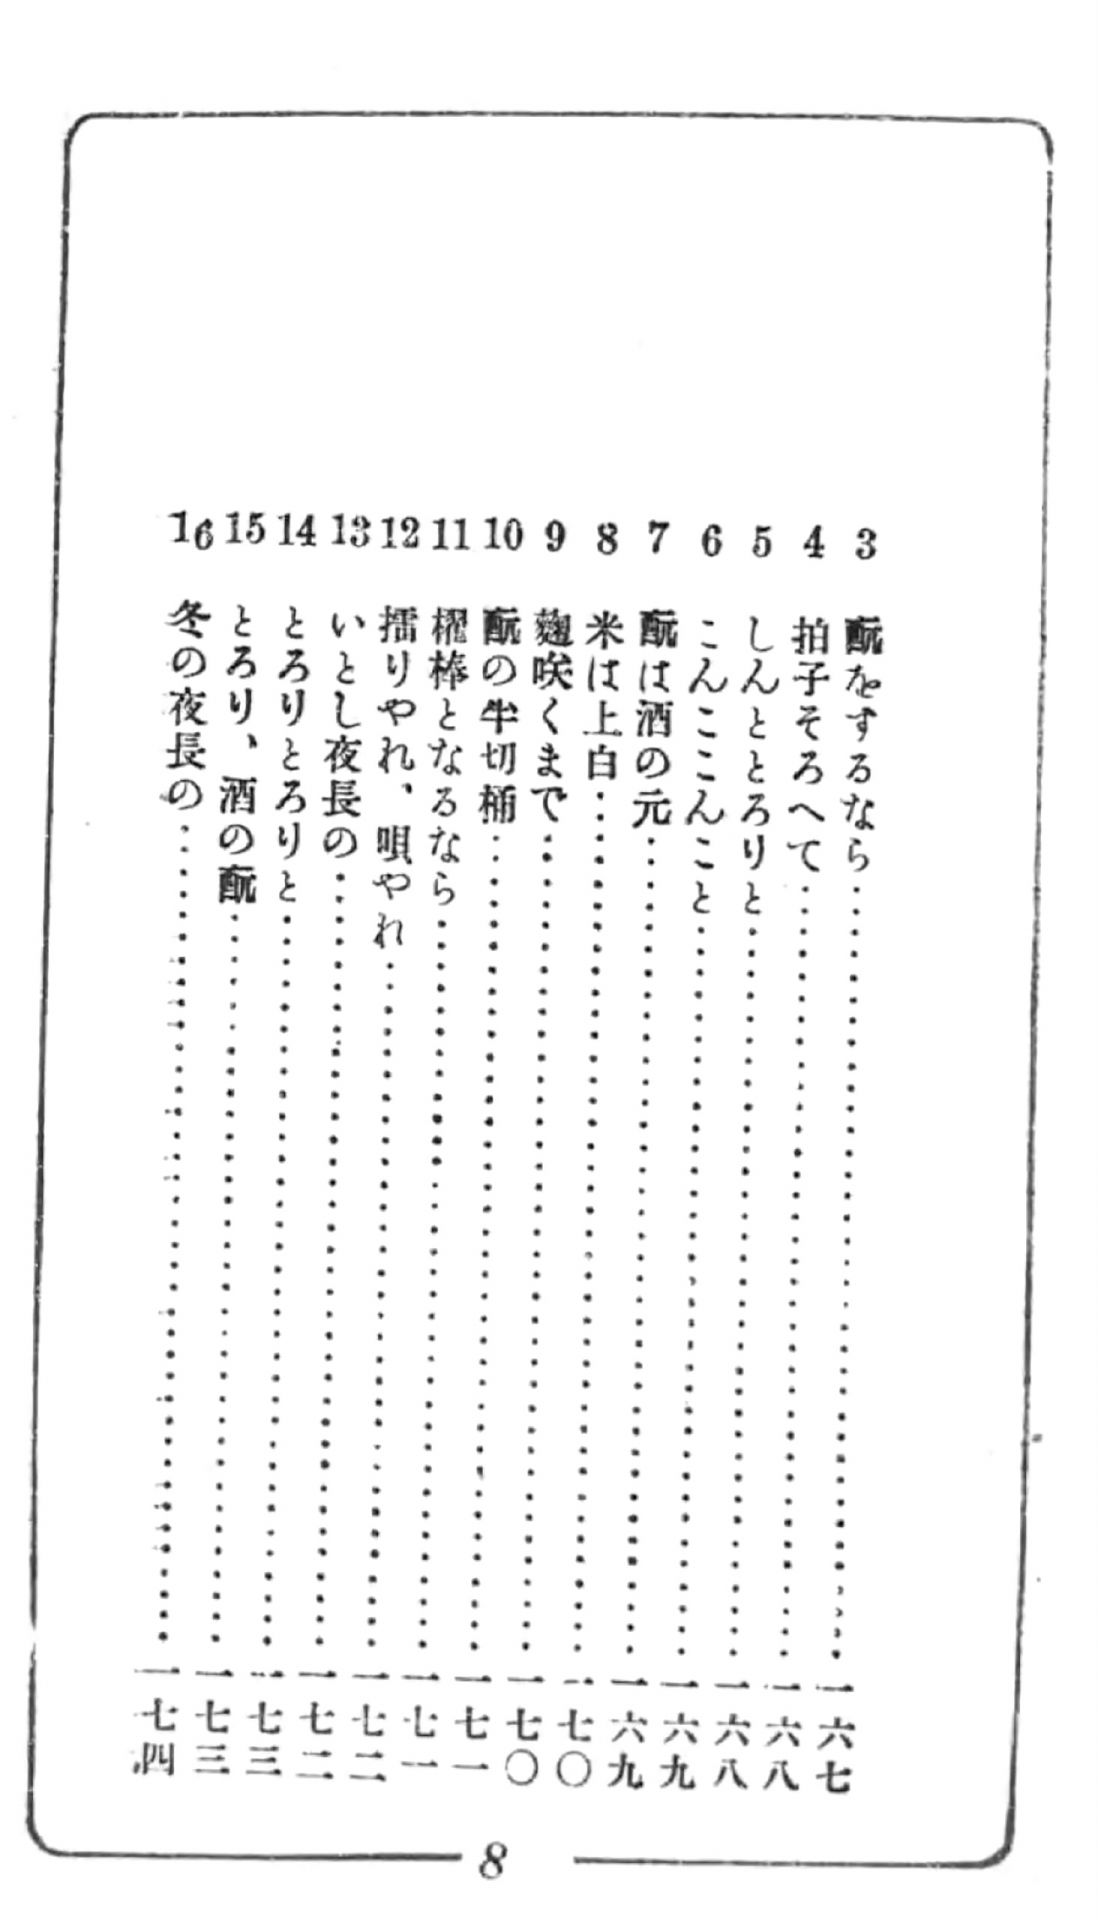 3 酛をするなら……一六七
4 拍子そろへて……一六八
5 しんととろりと……一六八
6 こんここんこと……一六九
7 酛は酒の元……一六九
8 米は上白……一七〇
9 麴咲くまで……一七〇
10 酛の半切桶……一七一
11 櫂棒となるなら……一七一
12 擂りやれ、唄やれ……一七二
13 いとし夜長の……一七二
14 とろりとろりと……一七三
15 とろり、酒の酛……一七三
16 冬の夜長の……一七四
8